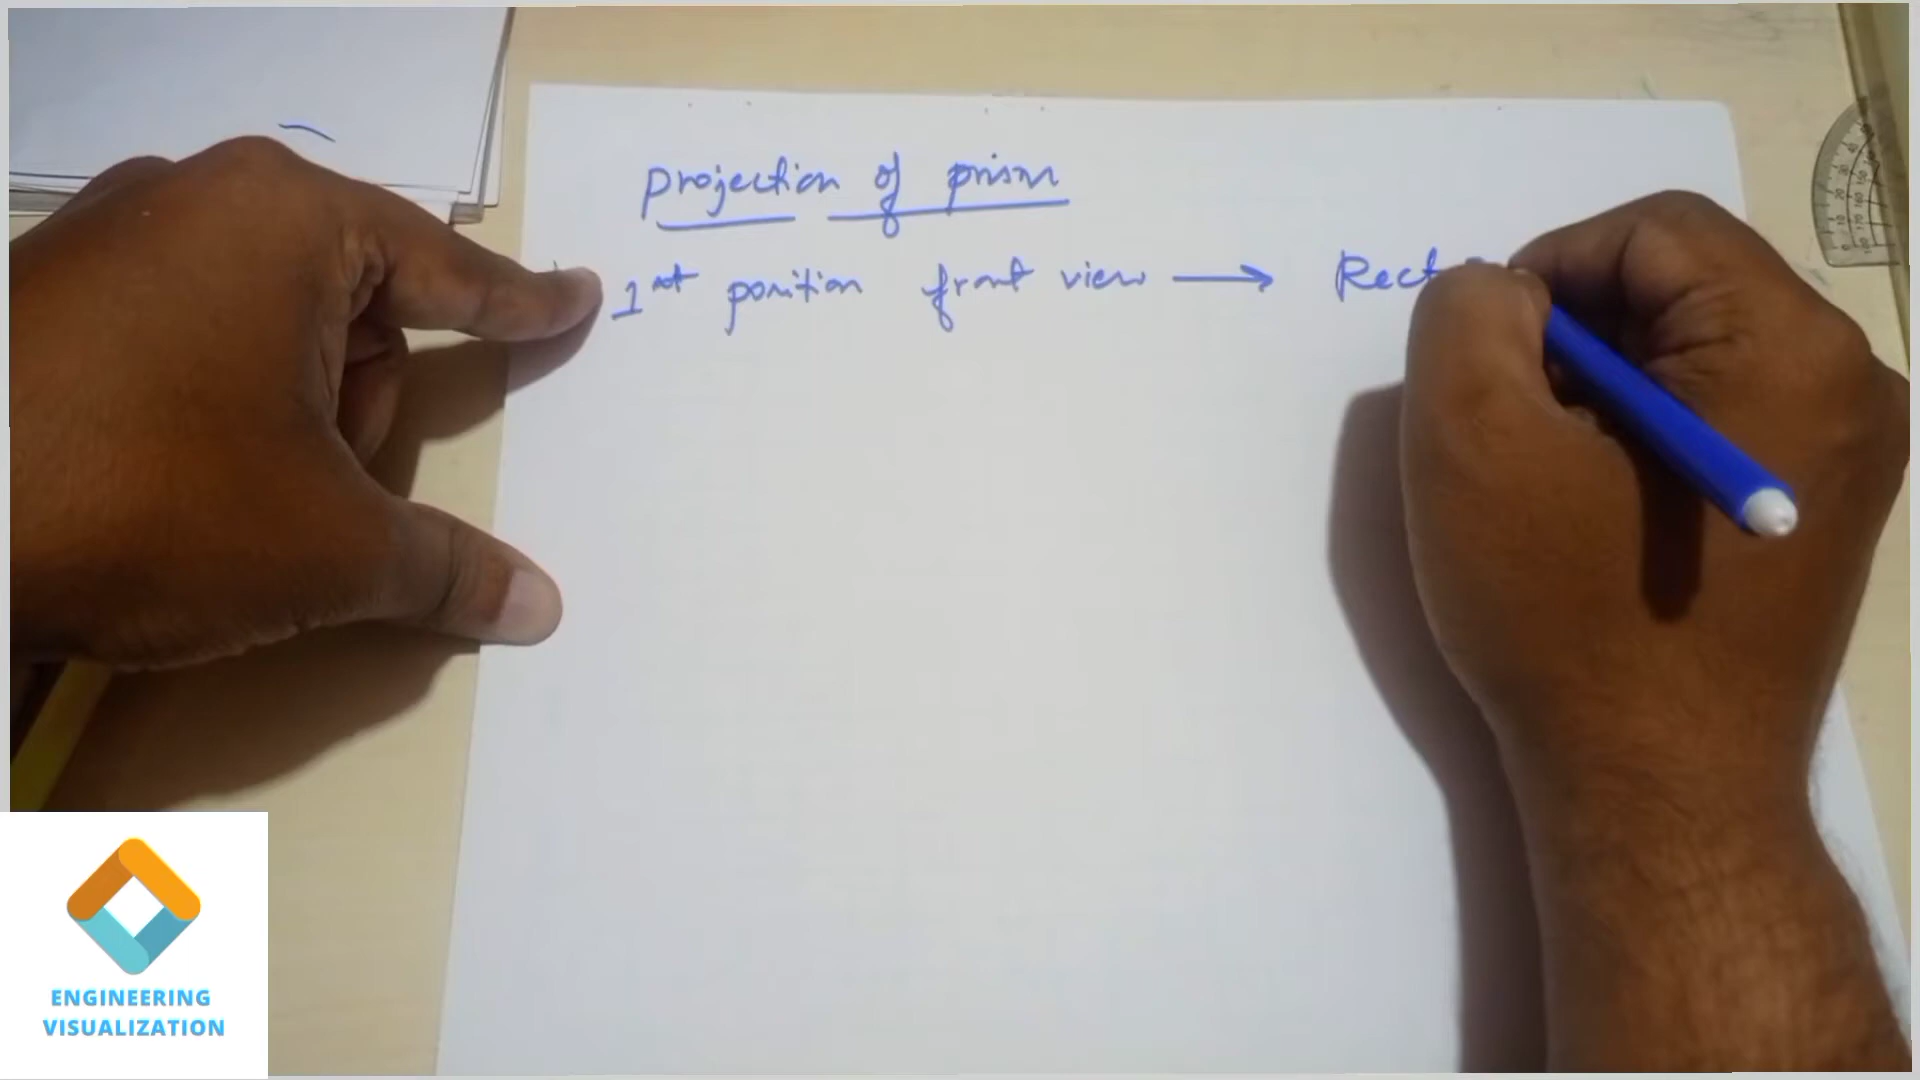 projection of prism
1st position front view → Rect
ENGINEERING
VISUALIZATION